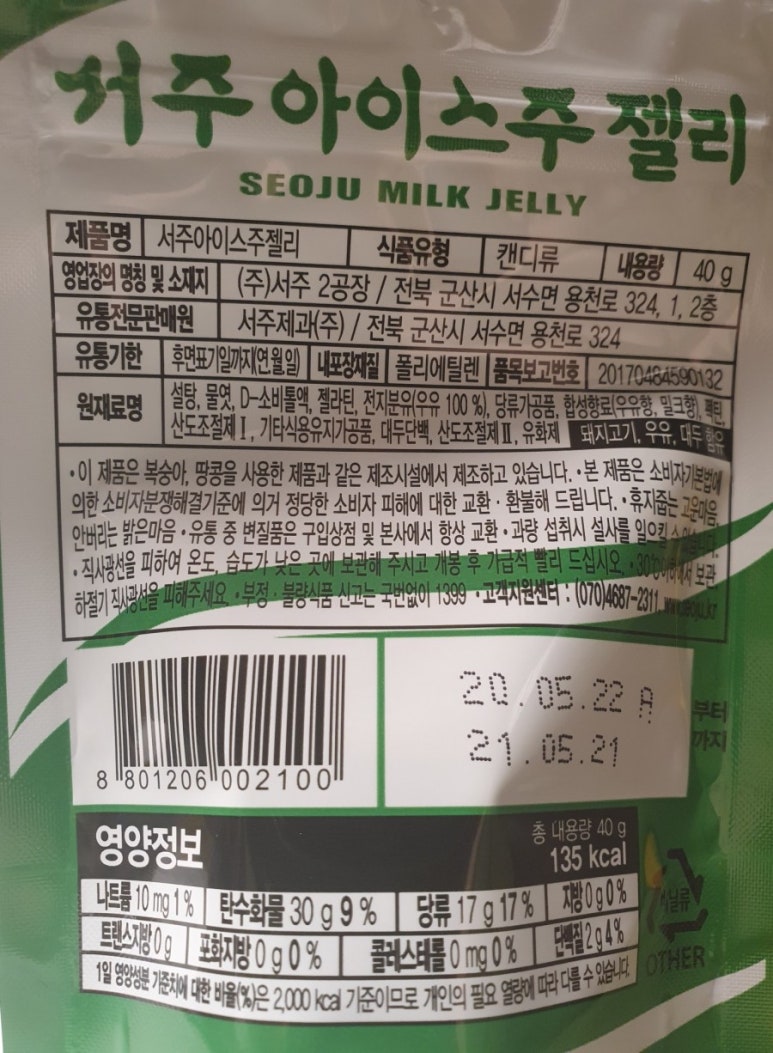 서주 아이스주 젤리
SEOJU MILK JELLY
제품명 서주아이스주젤리 식품유형 캔디류 내용량 40 g
영업장의 명칭 및 소재지 (주)서주 2공장 / 전북 군산시 서수면 용천로 324, 1, 2층
유통전문판매원 서주제과(주) / 전북 군산시 서수면 용천로 324
유통기한 후면표기일까지(연.월.일) 내포장재질 폴리에틸렌 품목보고번호 20170484590132
원재료명 설탕, 물엿, D-소비톨액, 젤라틴, 전지분유(우유 100 %), 당류가공품, 합성향료(우유향, 밀크향), 펙틴,
산도조절제Ⅰ, 기타식용유지가공품, 대두단백, 산도조절제Ⅱ, 유화제 돼지고기, 우유, 대두 함유
•이 제품은 복숭아, 땅콩을 사용한 제품과 같은 제조시설에서 제조하고 있습니다. •본 제품은 소비자기본법에
의한 소비자분쟁해결기준에 의거 정당한 소비자 피해에 대한 교환 · 환불해 드립니다. •휴지줍는 고운마음,
안버리는 밝은마음 •유통 중 변질품은 구입상점 및 본사에서 항상 교환 •과량 섭취시 설사를 일으킬 수 있습니다.
•직사광선을 피하여 온도, 습도가 낮은 곳에 보관해 주시고 개봉 후 가급적 빨리 드십시오. •30℃이하에서 보관
하절기 직사광선을 피해주세요. •부정 · 불량식품 신고는 국번없이 1399 •고객지원센터 : (070)4687-2311
20.05.22 A 부터
21.05.21 까지
8 801206 002100
영양정보 총 내용량 40 g
135 kcal
나트륨 10 mg 1 % 탄수화물 30 g 9 % 당류 17 g 17 % 지방 0 g 0 %
트랜스지방 0 g 포화지방 0 g 0 % 콜레스테롤 0 mg 0 % 단백질 2 g 4 %
1일 영양성분 기준치에 대한 비율(%)은 2,000 kcal 기준이므로 개인의 필요 열량에 따라 다를 수 있습니다.
비닐류
OTHER